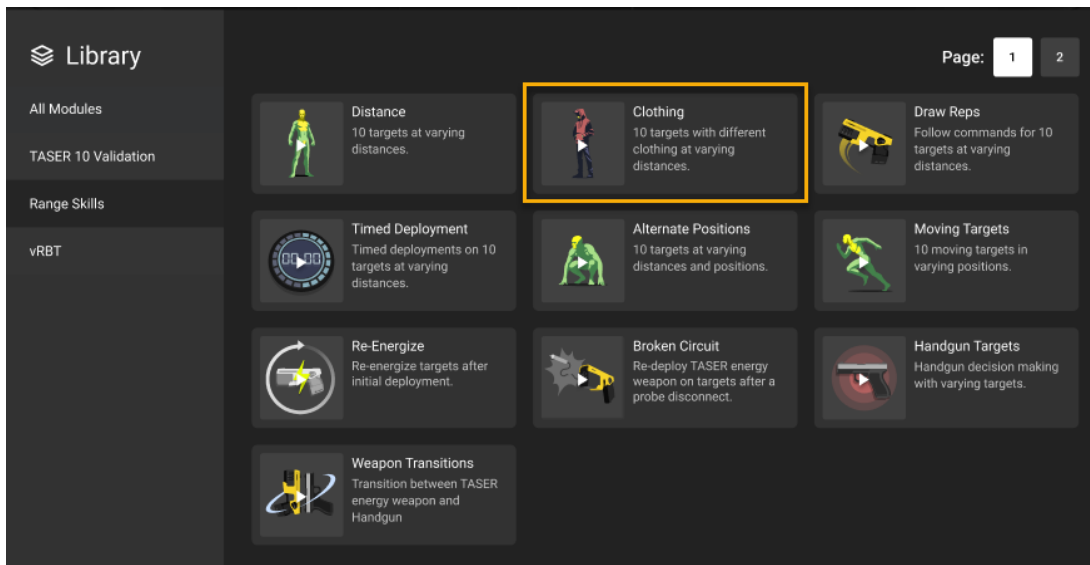 Library
All Modules
TASER 10 Validation
Range Skills
vRBT
Page: 1 2
Distance
10 targets at varying
distances.
Clothing
10 targets with different
clothing at varying
distances.
Draw Reps
Follow commands for 10
targets at varying
distances.
Timed Deployment
Timed deployments on 10
targets at varying
distances.
Alternate Positions
10 targets at varying
distances and positions.
Moving Targets
10 moving targets in
varying positions.
Re-Energize
Re-energize targets after
initial deployment.
Broken Circuit
Re-deploy TASER energy
weapon on targets after a
probe disconnect.
Handgun Targets
Handgun decision making
with varying targets.
Weapon Transitions
Transition between TASER
energy weapon and
Handgun